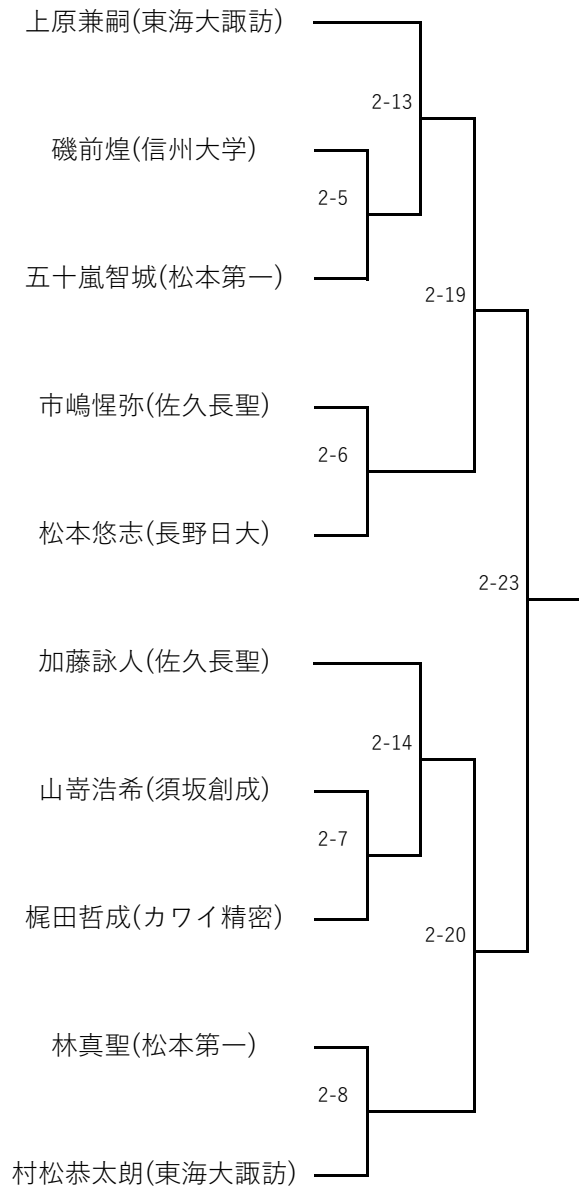 上原兼嗣(東海大諏訪)
2-13
磯前煌(信州大学)
2-5
五十嵐智城(松本第一)
2-19
市嶋惺弥(佐久長聖)
2-6
松本悠志(長野日大)
2-23
加藤詠人(佐久長聖)
2-14
山嵜浩希(須坂創成)
2-7
梶田哲成(カワイ精密)
2-20
林真聖(松本第一)
2-8
村松恭太朗(東海大諏訪)